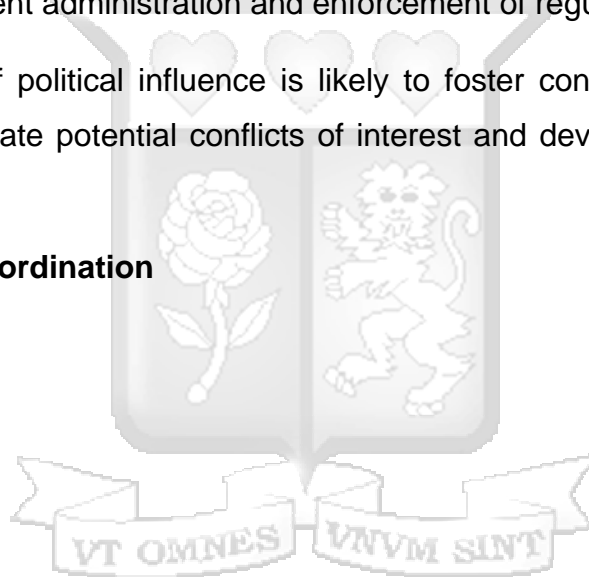 ent administration and enforcement of regu
f political influence is likely to foster con
ate potential conflicts of interest and dev
ordination
VT OMNES VNVM SINT